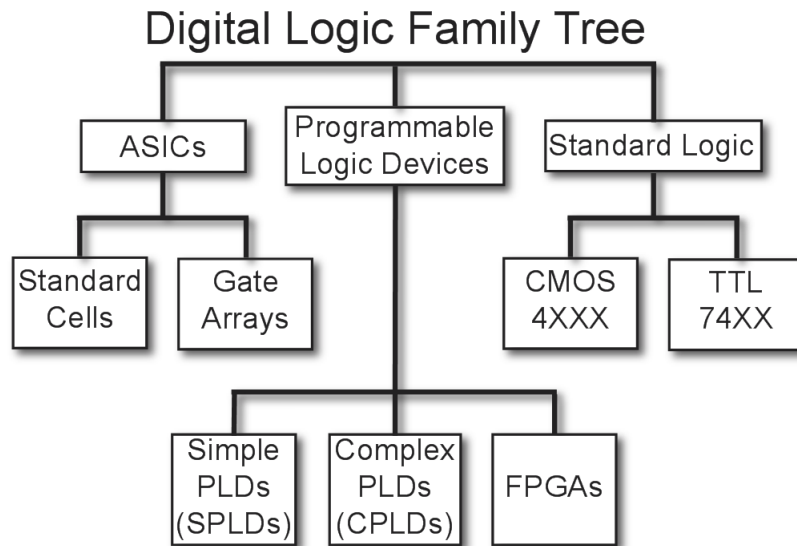 Digital Logic Family Tree
ASICs
Programmable
Logic Devices
Standard Logic
Standard
Cells
Gate
Arrays
CMOS
4XXX
TTL
74XX
Simple
PLDs
(SPLDs)
Complex
PLDs
(CPLDs)
FPGAs